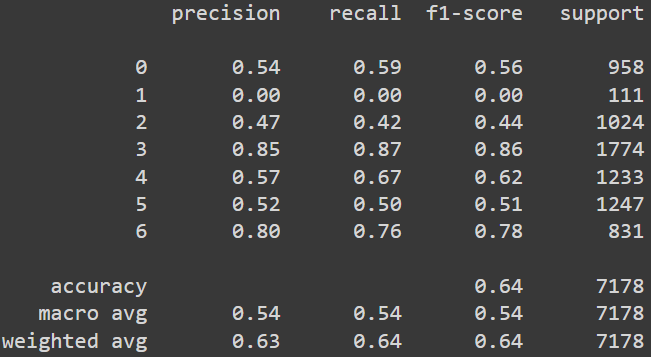 precision recall f1-score support
0 0.54 0.59 0.56 958
1 0.00 0.00 0.00 111
2 0.47 0.42 0.44 1024
3 0.85 0.87 0.86 1774
4 0.57 0.67 0.62 1233
5 0.52 0.50 0.51 1247
6 0.80 0.76 0.78 831
accuracy 0.64 7178
macro avg 0.54 0.54 0.54 7178
weighted avg 0.63 0.64 0.64 7178